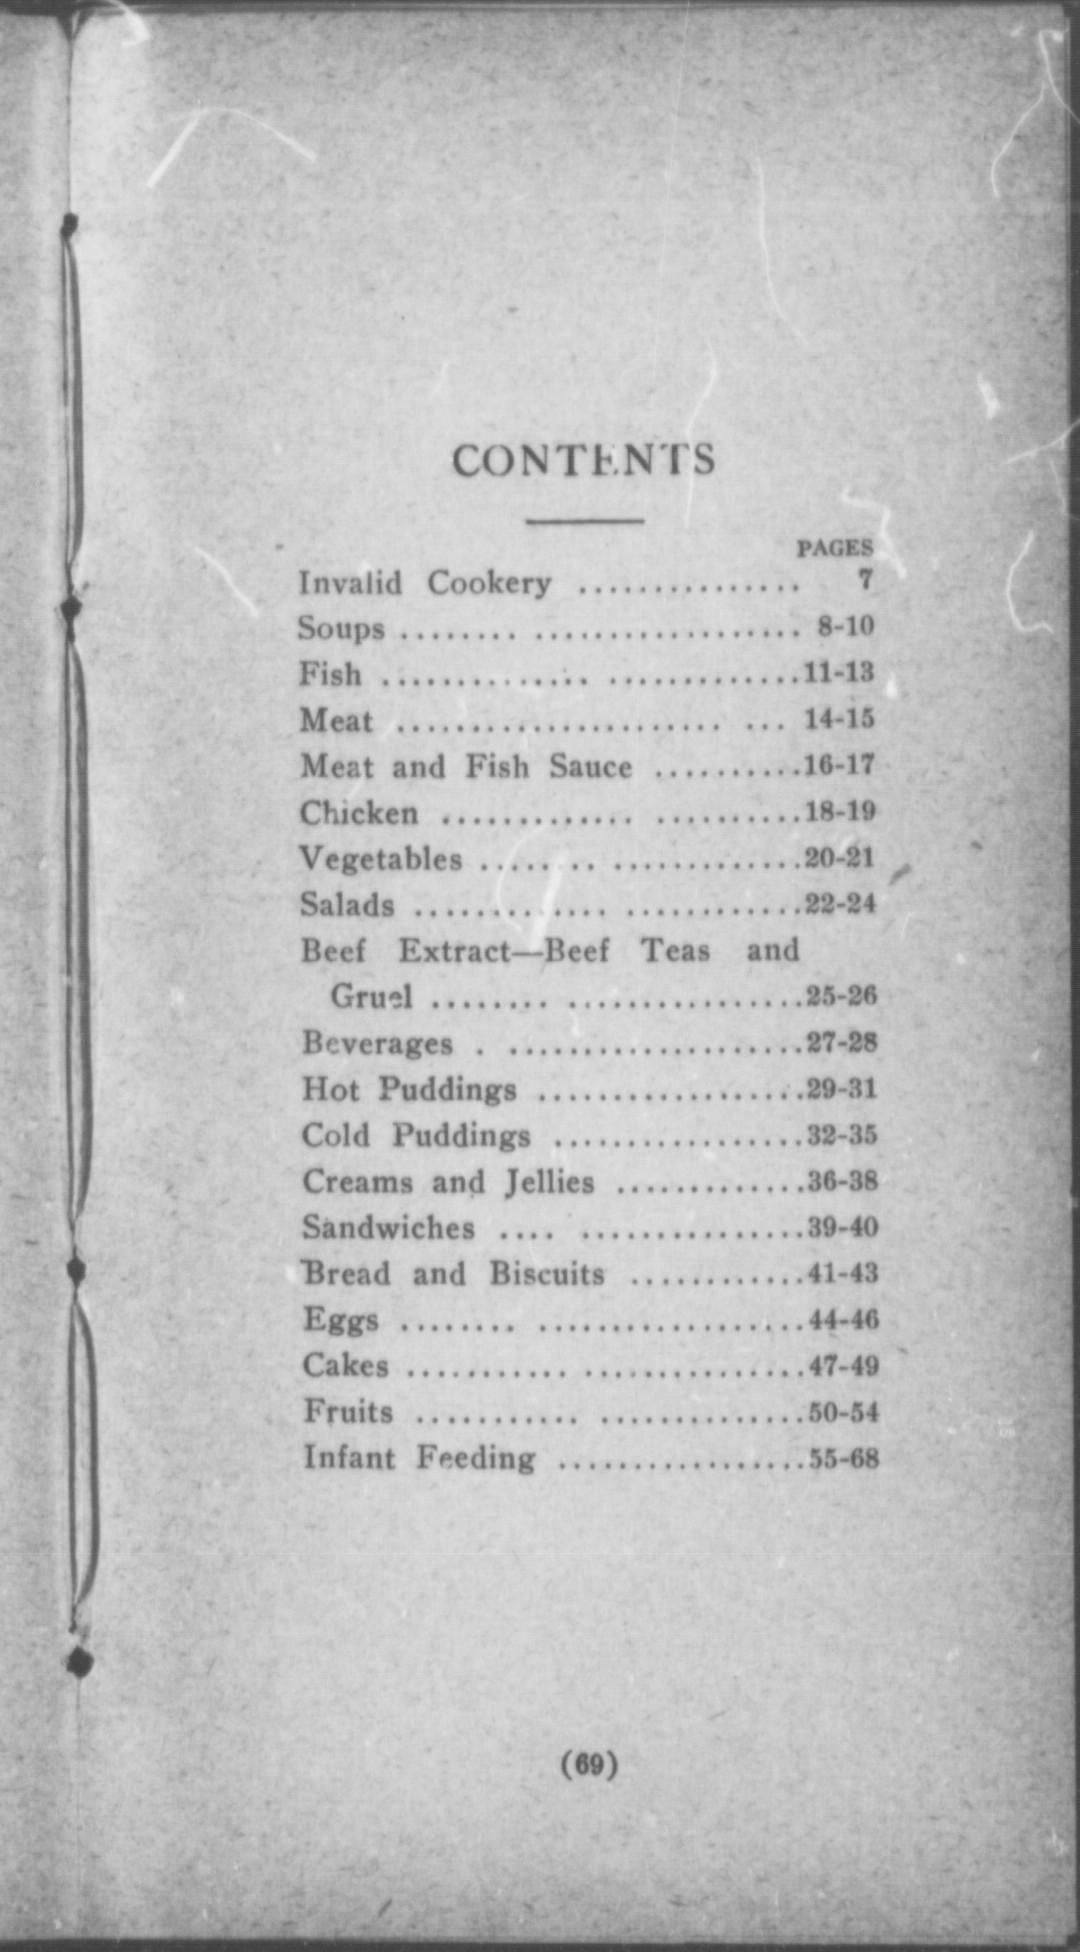 CONTENTS
PAGES
Invalid Cookery ............... 7
Soups ........ .................. 8-10
Fish .............. .............11-13
Meat ...................... ... 14-15
Meat and Fish Sauce ..........16-17
Chicken ............. ..........18-19
Vegetables ..... .. .............20-21
Salads ............. ............22-24
Beef Extract—Beef Teas and
Gruel ........ ................25-26
Beverages . ....................27-28
Hot Puddings ..................29-31
Cold Puddings .................32-35
Creams and Jellies .............36-38
Sandwiches .... ...............39-40
Bread and Biscuits ............41-43
Eggs ........ ..................44-46
Cakes ........... ...............47-49
Fruits ........... ..............50-54
Infant Feeding .................55-68
(69)